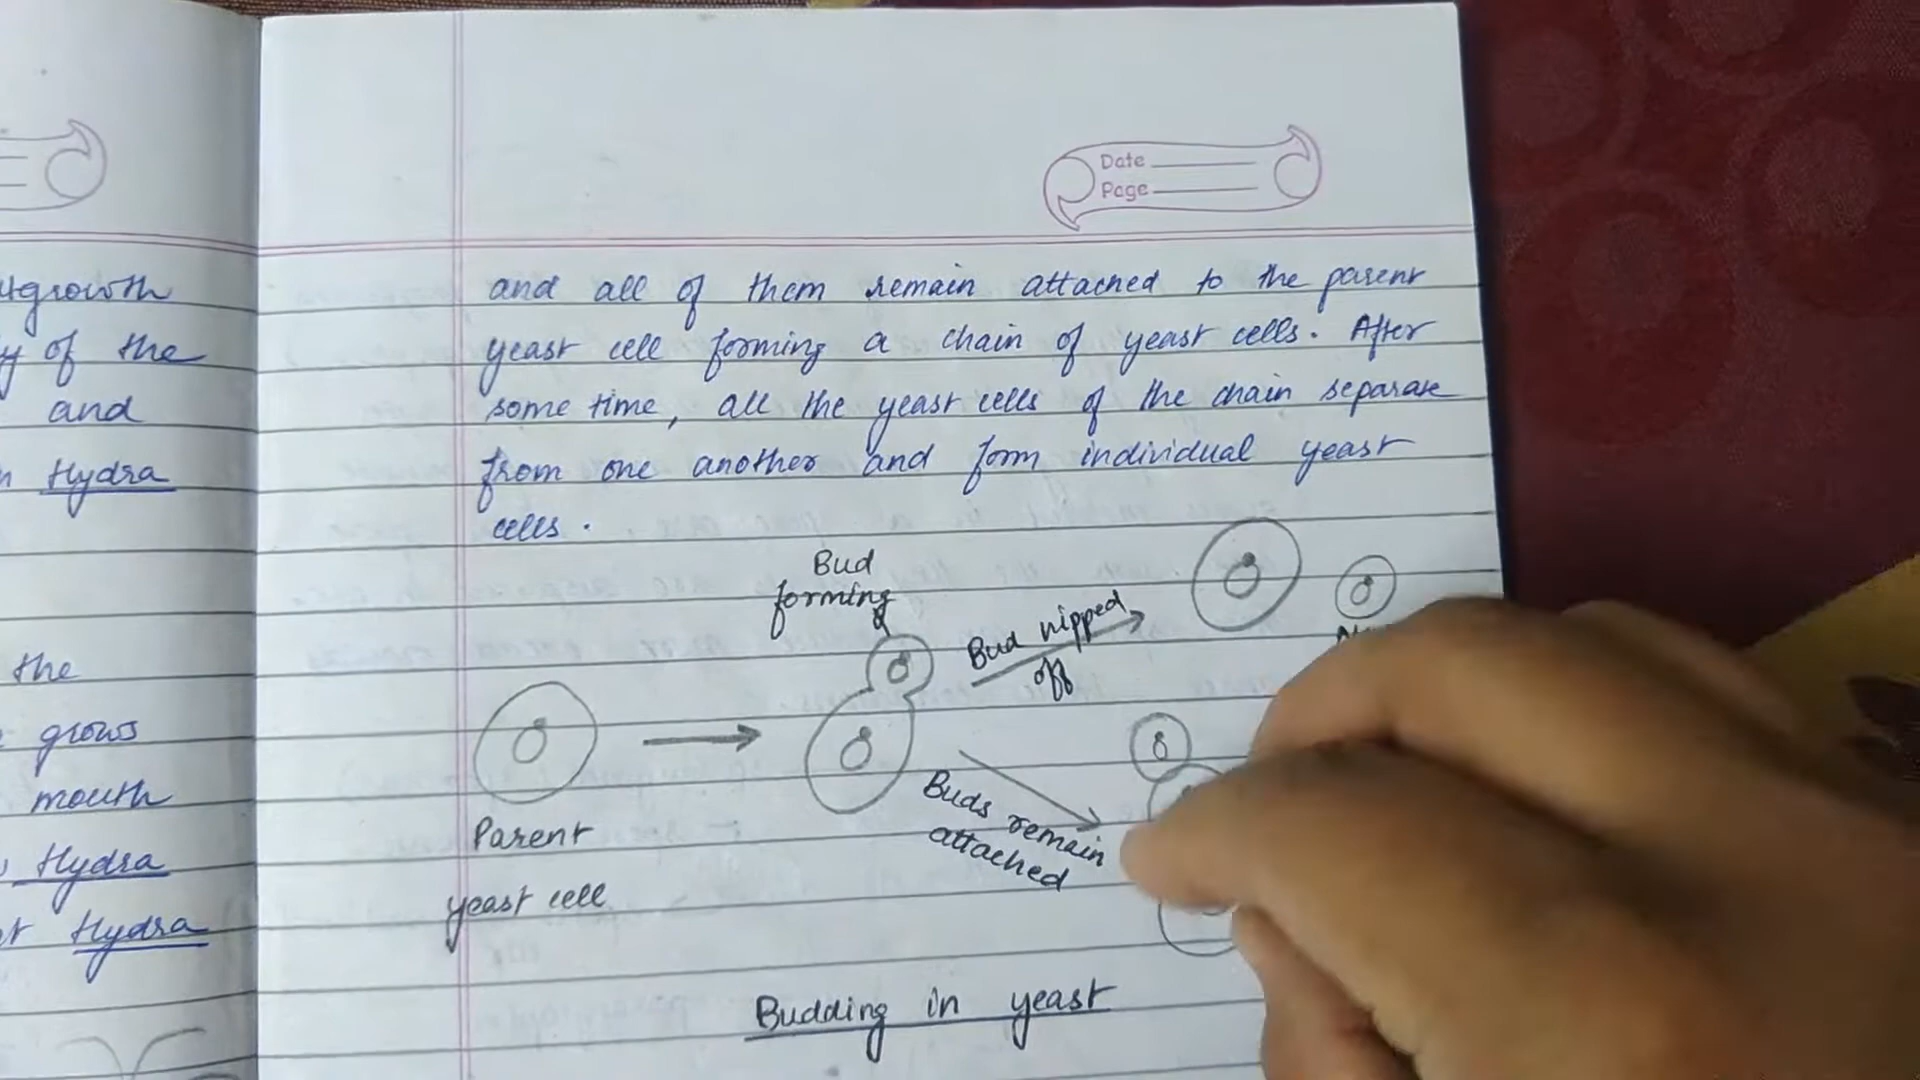 Date
Page
growth
of the
and
Hydra
the
grows
mouth
Hydra
Hydra
and all of them remain attached to the parent
yeast cell forming a chain of yeast cells. After
some time, all the yeast cells of the chain separate
from one another and form individual yeast
cells.
Bud
forming
Bud nipped
off
Buds remain
attached
Parent
yeast cell
Budding in yeast